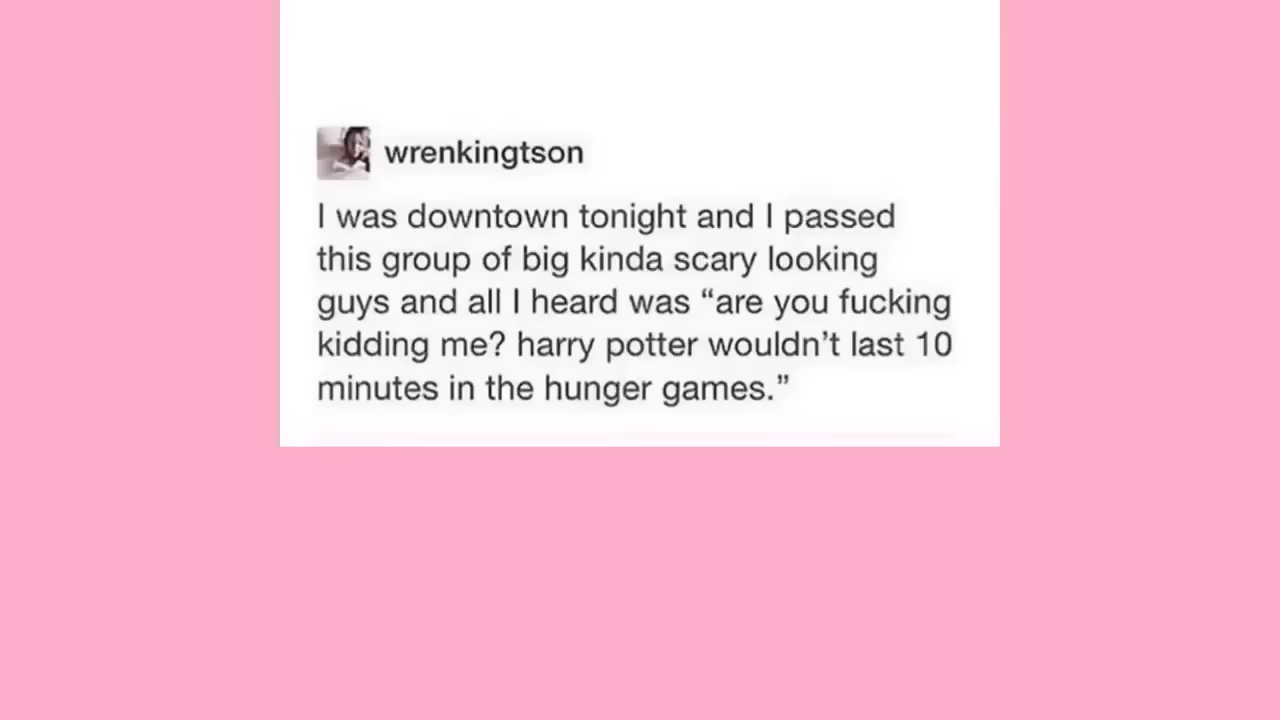 wrenkingtson
I was downtown tonight and I passed
this group of big kinda scary looking
guys and all I heard was “are you fucking
kidding me? harry potter wouldn’t last 10
minutes in the hunger games.”